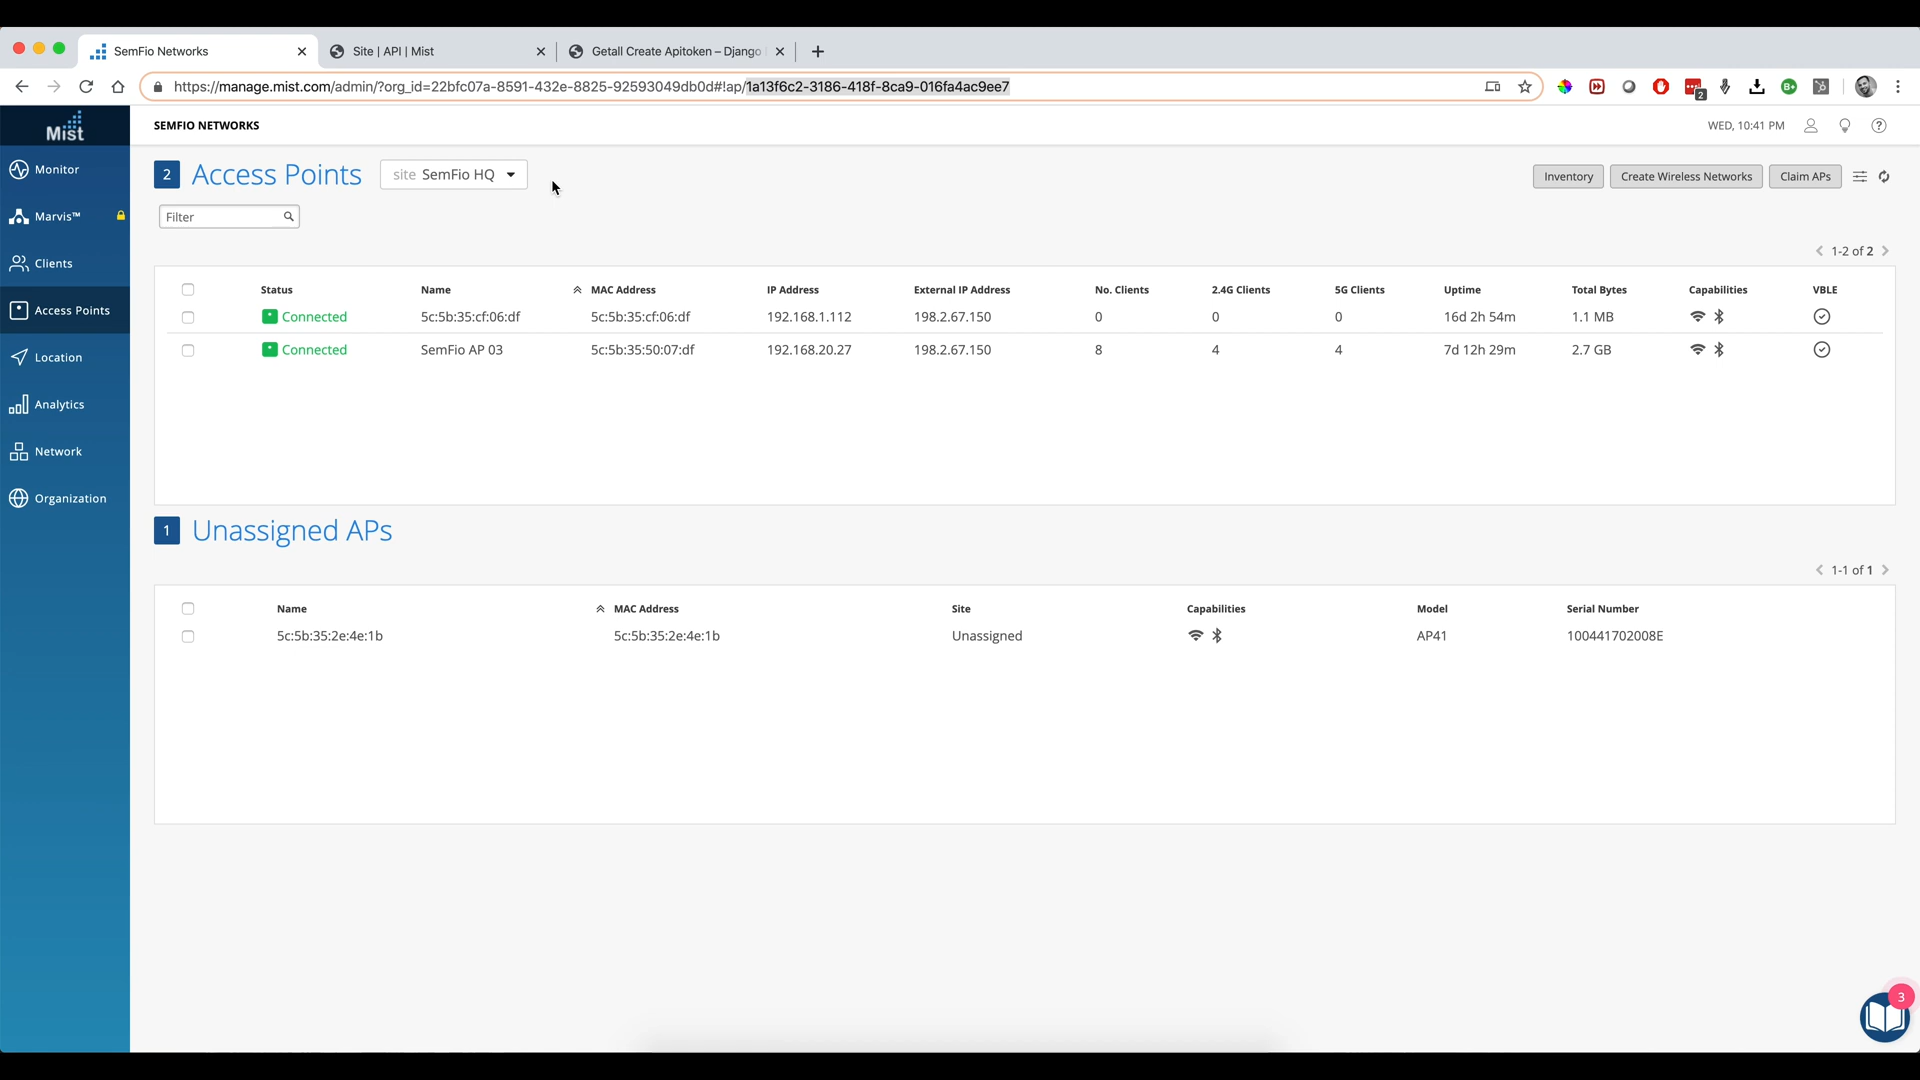 SemFio Networks
Site | API | Mist
Getall Create Apitoken – Django
https://manage.mist.com/admin/?org_id=22bfc07a-8591-432e-8825-92593049db0d#!ap/1a13f6c2-3186-418f-8ca9-016fa4ac9ee7
2
B+
Mist
SEMFIO NETWORKS
WED, 10:41 PM
?
Monitor
Marvis™
Clients
Access Points
Location
Analytics
Network
Organization
2 Access Points site SemFio HQ
Inventory Create Wireless Networks Claim APs
Filter
1-2 of 2
Status Name MAC Address IP Address External IP Address No. Clients 2.4G Clients 5G Clients Uptime Total Bytes Capabilities VBLE
Connected 5c:5b:35:cf:06:df 5c:5b:35:cf:06:df 192.168.1.112 198.2.67.150 0 0 0 16d 2h 54m 1.1 MB
Connected SemFio AP 03 5c:5b:35:50:07:df 192.168.20.27 198.2.67.150 8 4 4 7d 12h 29m 2.7 GB
1 Unassigned APs
1-1 of 1
Name MAC Address Site Capabilities Model Serial Number
5c:5b:35:2e:4e:1b 5c:5b:35:2e:4e:1b Unassigned AP41 100441702008E
3